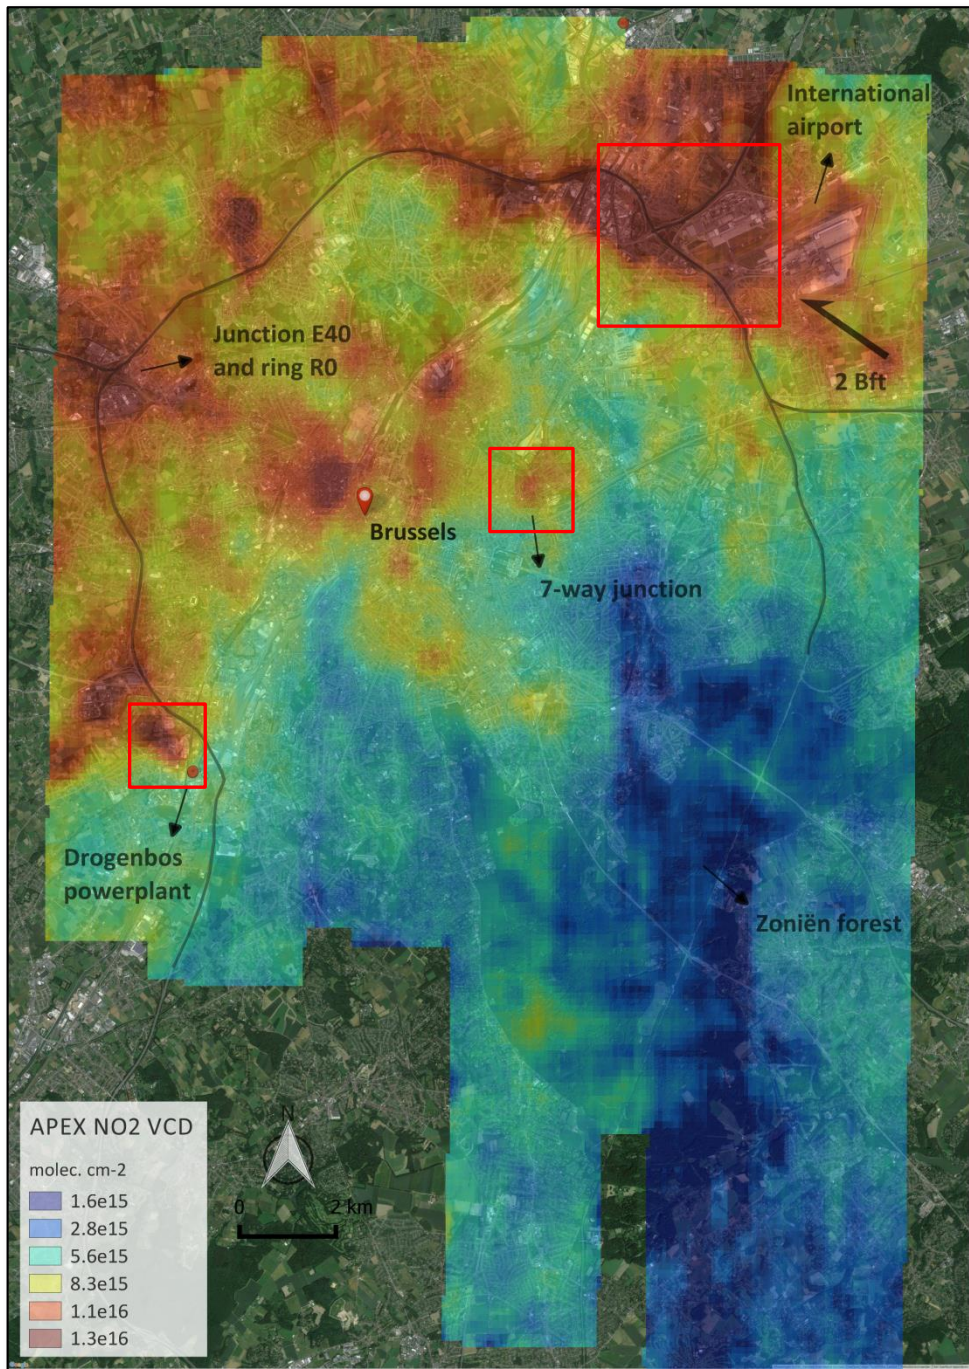 International
airport
Junction E40
and ring R0
2 Bft
Brussels
7-way junction
Drogenbos
powerplant
Zoniën forest
APEX NO2 VCD
molec. cm-2
1.6e15
2.8e15
5.6e15
8.3e15
1.1e16
1.3e16
N
0 2 km